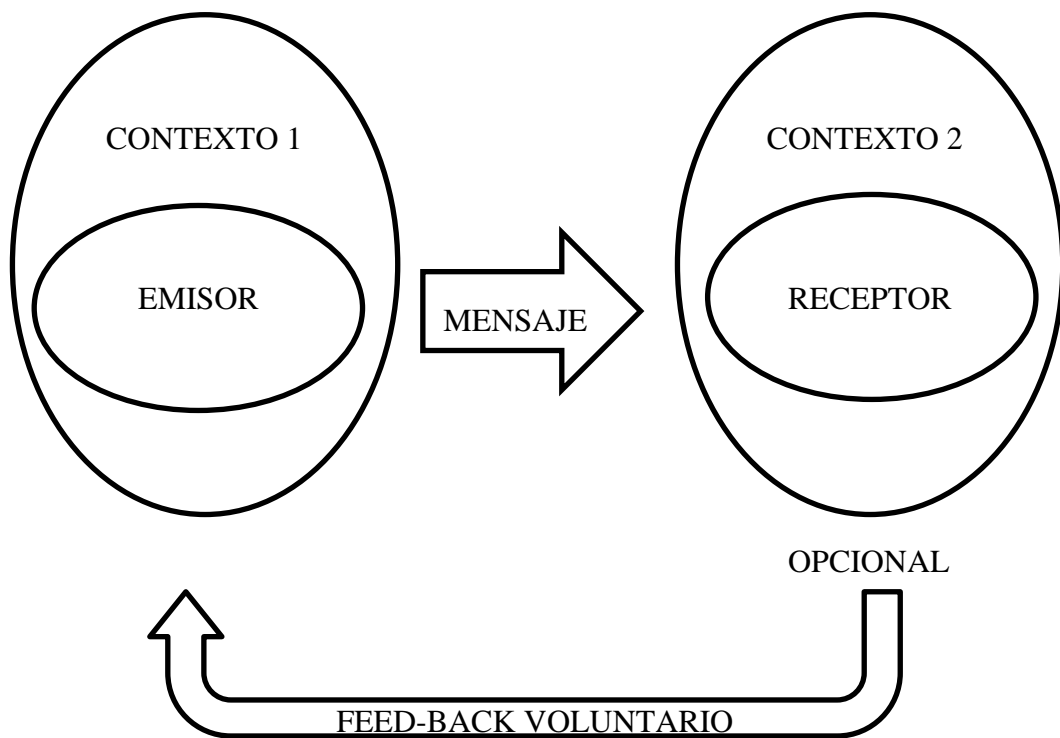 CONTEXTO 1
CONTEXTO 2
EMISOR
MENSAJE
RECEPTOR
OPCIONAL
FEED-BACK VOLUNTARIO